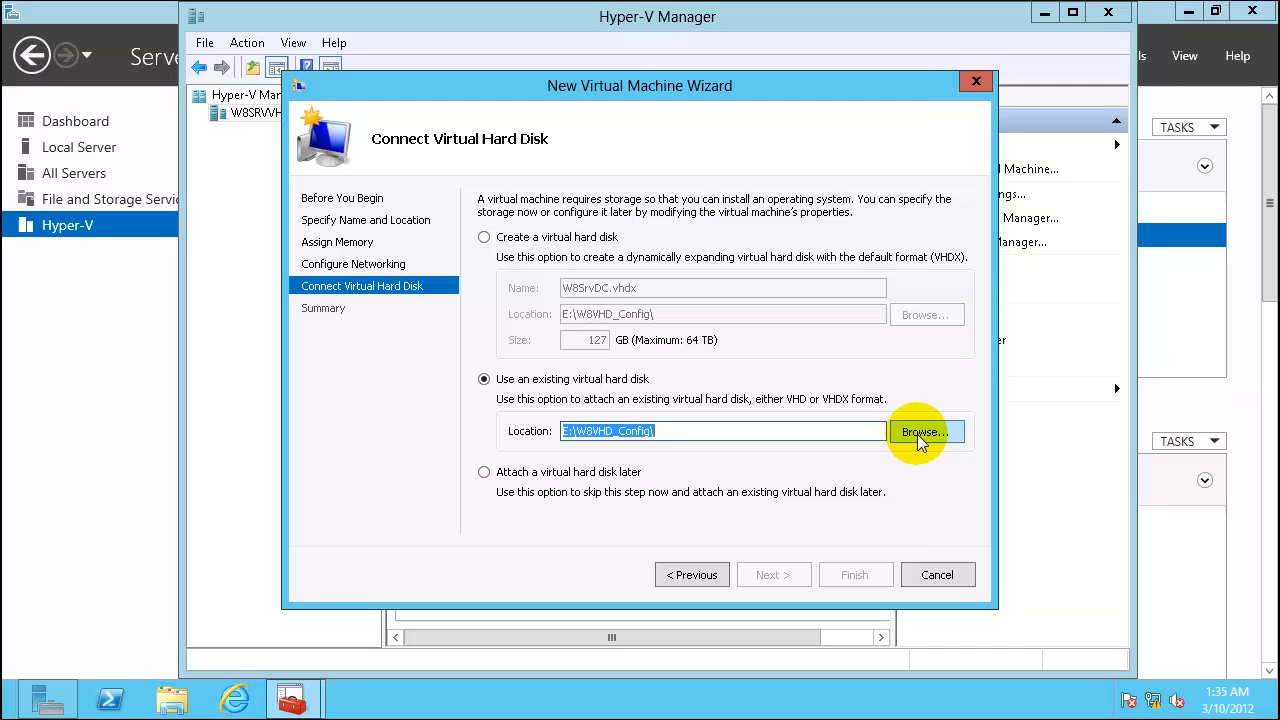 Hyper-V Manager
Serve
ls View Help
File Action View Help
Hyper-V Mar
W8SRVVH
Dashboard
Local Server
All Servers
File and Storage Servic
Hyper-V
New Virtual Machine Wizard
Connect Virtual Hard Disk
Before You Begin
Specify Name and Location
Assign Memory
Configure Networking
Connect Virtual Hard Disk
Summary
A virtual machine requires storage so that you can install an operating system. You can specify the
storage now or configure it later by modifying the virtual machine's properties.
Create a virtual hard disk
Use this option to create a dynamically expanding virtual hard disk with the default format (VHDX).
Name: W8SrvDC.vhdx
Location: E:\W8VHD_Config\ Browse...
Size: 127 GB (Maximum: 64 TB)
Use an existing virtual hard disk
Use this option to attach an existing virtual hard disk, either VHD or VHDX format.
Location: E:\W8VHD_Config\ Browse...
Attach a virtual hard disk later
Use this option to skip this step now and attach an existing virtual hard disk later.
< Previous Next > Finish Cancel
l Machine...
ngs...
Manager...
Manager...
er
TASKS
TASKS
1:35 AM
3/10/2012